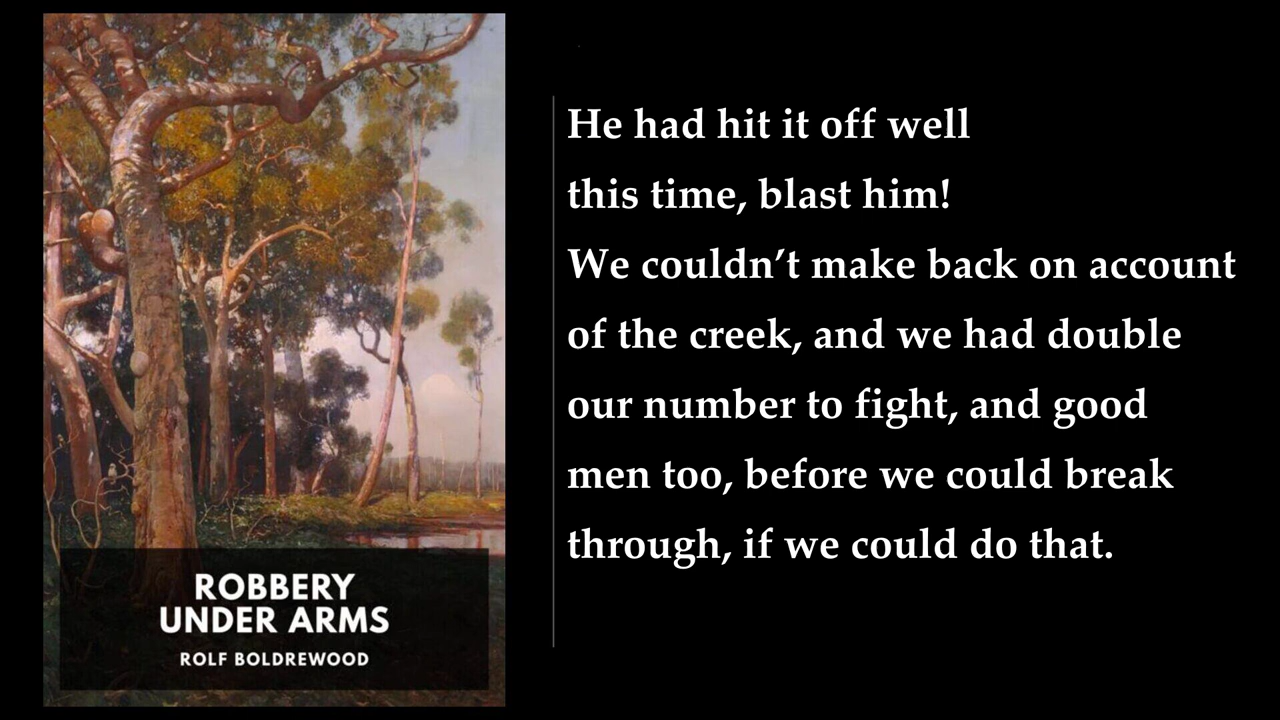 He had hit it off well
this time, blast him!
We couldn’t make back on account
of the creek, and we had double
our number to fight, and good
men too, before we could break
through, if we could do that.
ROBBERY
UNDER ARMS
ROLF BOLDREWOOD